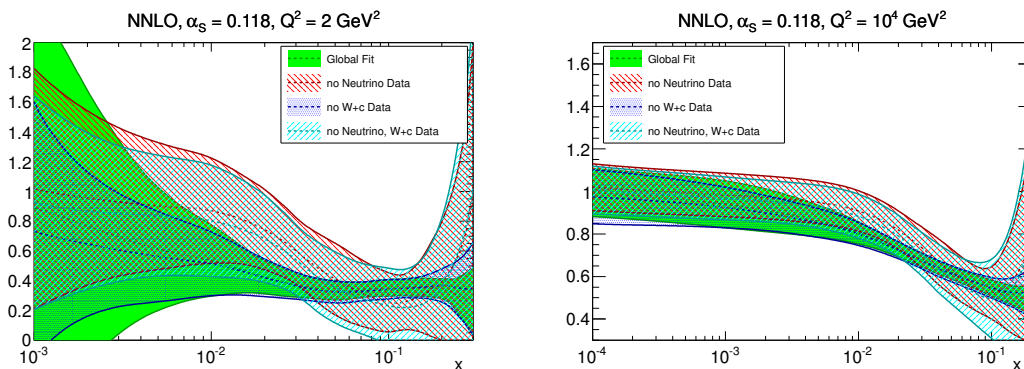 NNLO, αS = 0.118, Q² = 2 GeV²
2
1.8
1.6
1.4
1.2
1
0.8
0.6
0.4
0.2
0
Global Fit
no Neutrino Data
no W+c Data
no Neutrino, W+c Data
10⁻³
10⁻²
10⁻¹
x
NNLO, αS = 0.118, Q² = 10⁴ GeV²
1.6
1.4
1.2
1
0.8
0.6
0.4
Global Fit
no Neutrino Data
no W+c Data
no Neutrino, W+c Data
10⁻⁴
10⁻³
10⁻²
10⁻¹
x